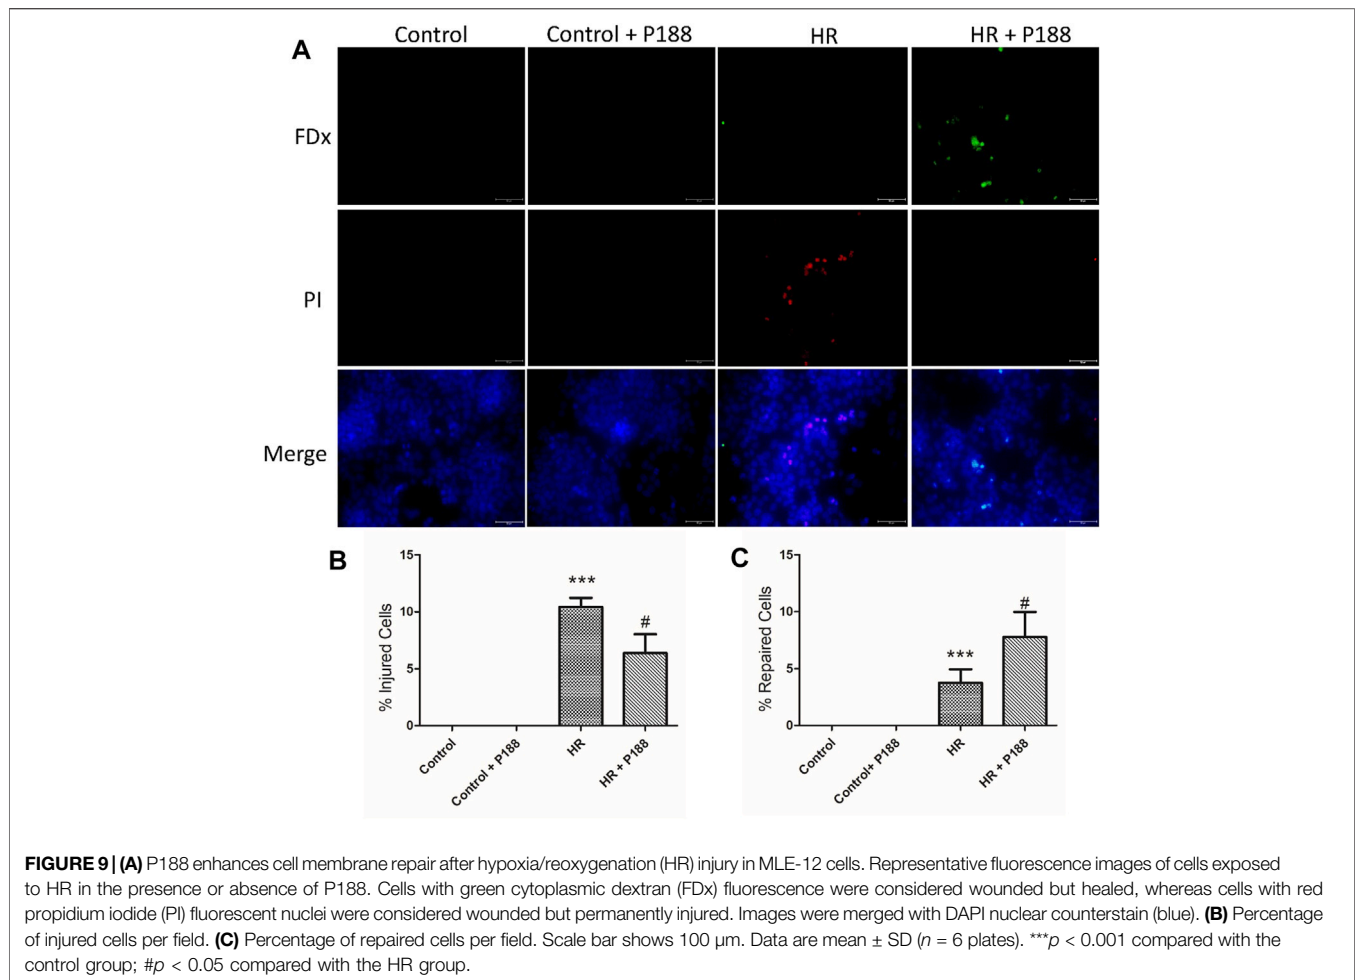 Control Control + P188 HR HR + P188
A
FDx
PI
Merge
B
15
10
5
0
% Injured Cells
***
#
Control
Control + P188
HR
HR + P188
C
15
10
5
0
% Repaired Cells
***
#
Control
Control+ P188
HR
HR + P188
FIGURE 9 | (A) P188 enhances cell membrane repair after hypoxia/reoxygenation (HR) injury in MLE-12 cells. Representative fluorescence images of cells exposed
to HR in the presence or absence of P188. Cells with green cytoplasmic dextran (FDx) fluorescence were considered wounded but healed, whereas cells with red
propidium iodide (PI) fluorescent nuclei were considered wounded but permanently injured. Images were merged with DAPI nuclear counterstain (blue). (B) Percentage
of injured cells per field. (C) Percentage of repaired cells per field. Scale bar shows 100 μm. Data are mean ± SD (n = 6 plates). ***p < 0.001 compared with the
control group; #p < 0.05 compared with the HR group.